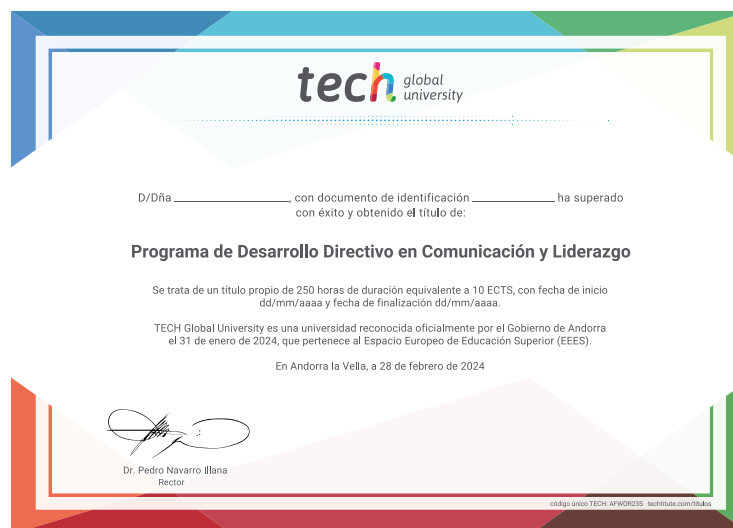 tech global university
D/Dña ____________, con documento de identificación ____________ ha superado
con éxito y obtenido el título de:
Programa de Desarrollo Directivo en Comunicación y Liderazgo
Se trata de un título propio de 250 horas de duración equivalente a 10 ECTS, con fecha de inicio
dd/mm/aaaa y fecha de finalización dd/mm/aaaa.
TECH Global University es una universidad reconocida oficialmente por el Gobierno de Andorra
el 31 de enero de 2024, que pertenece al Espacio Europeo de Educación Superior (EEES).
En Andorra la Vella, a 28 de febrero de 2024
Dr. Pedro Navarro Illana
Rector
código único TECH: AFWOR23S techtitute.com/titulos